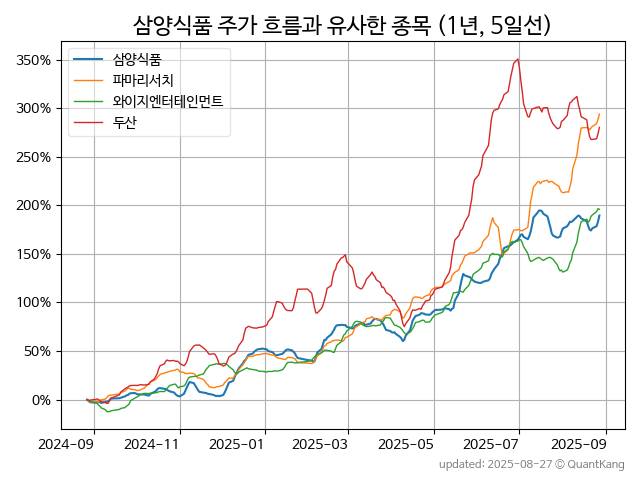 삼양식품 주가 흐름과 유사한 종목 (1년, 5일선)
삼양식품
파마리서치
와이지엔터테인먼트
두산
350%
300%
250%
200%
150%
100%
50%
0%
2024-09 2024-11 2025-01 2025-03 2025-05 2025-07 2025-09
updated: 2025-08-27 © QuantKang